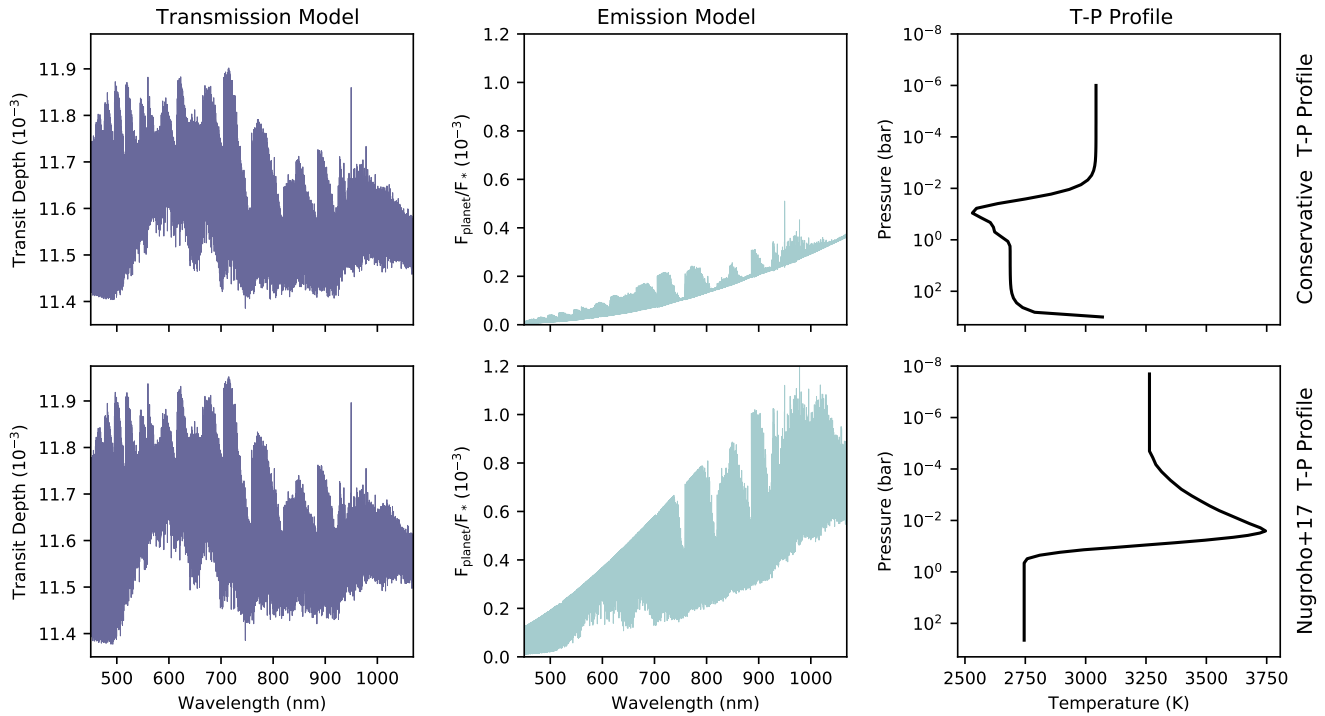 Transmission Model
Emission Model
T-P Profile
11.9
11.8
11.7
11.6
11.5
11.4
Transit Depth (10⁻³)
500 600 700 800 900 1000
1.2
1.0
0.8
0.6
0.4
0.2
0.0
F_planet/F_* (10⁻³)
10⁻⁸
10⁻⁶
10⁻⁴
10⁻²
10⁰
10²
Pressure (bar)
Conservative T-P Profile
11.9
11.8
11.7
11.6
11.5
11.4
Transit Depth (10⁻³)
500 600 700 800 900 1000
Wavelength (nm)
1.2
1.0
0.8
0.6
0.4
0.2
0.0
F_planet/F_* (10⁻³)
500 600 700 800 900 1000
Wavelength (nm)
10⁻⁸
10⁻⁶
10⁻⁴
10⁻²
10⁰
10²
Pressure (bar)
2500 2750 3000 3250 3500 3750
Temperature (K)
Nugroho+17 T-P Profile